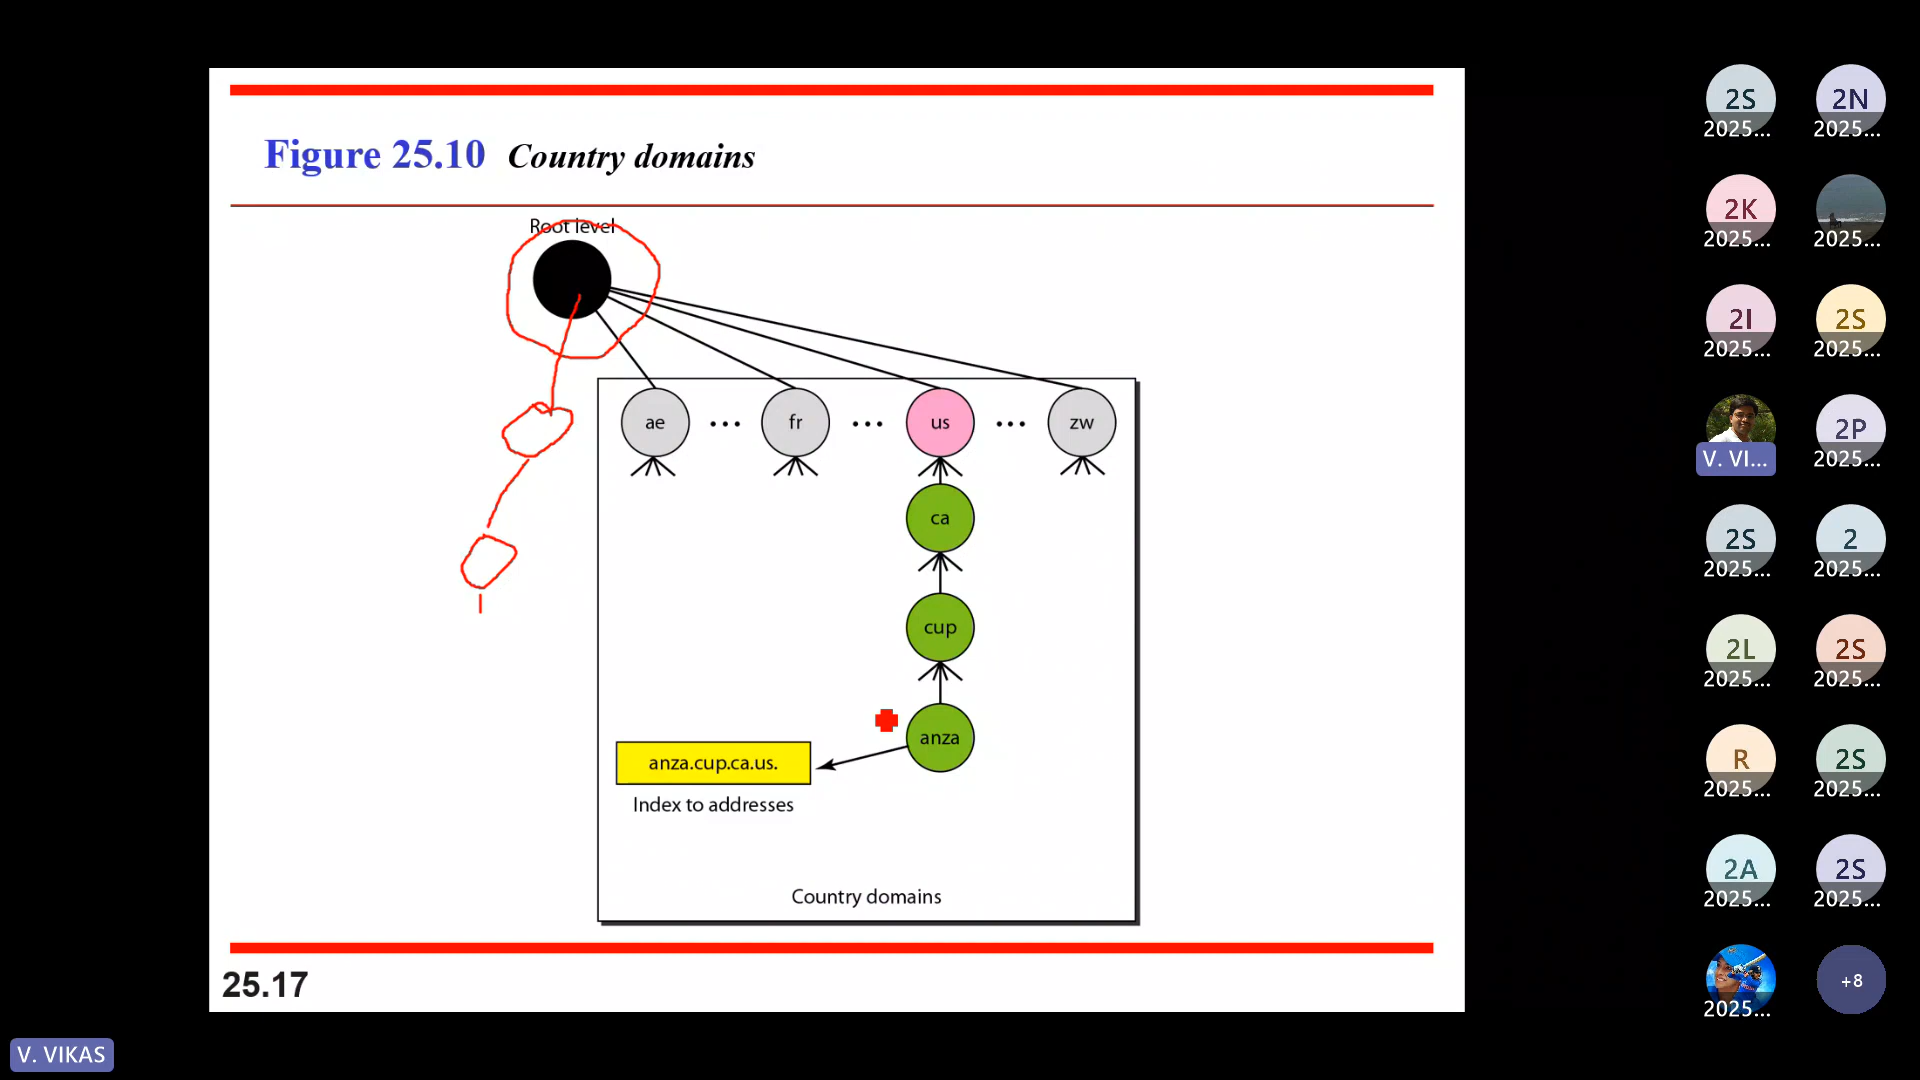 Figure 25.10 Country domains
Root level
ae ... fr ... us ... zw
ca
cup
anza
anza.cup.ca.us.
Index to addresses
Country domains
25.17
V. VIKAS
2S 2N
2025... 2025...
2K
2025... 2025...
2I 2S
2025... 2025...
2P
V. VI... 2025...
2S 2
2025... 2025...
2L 2S
2025... 2025...
R 2S
2025... 2025...
2A 2S
2025... 2025...
+8
2025...